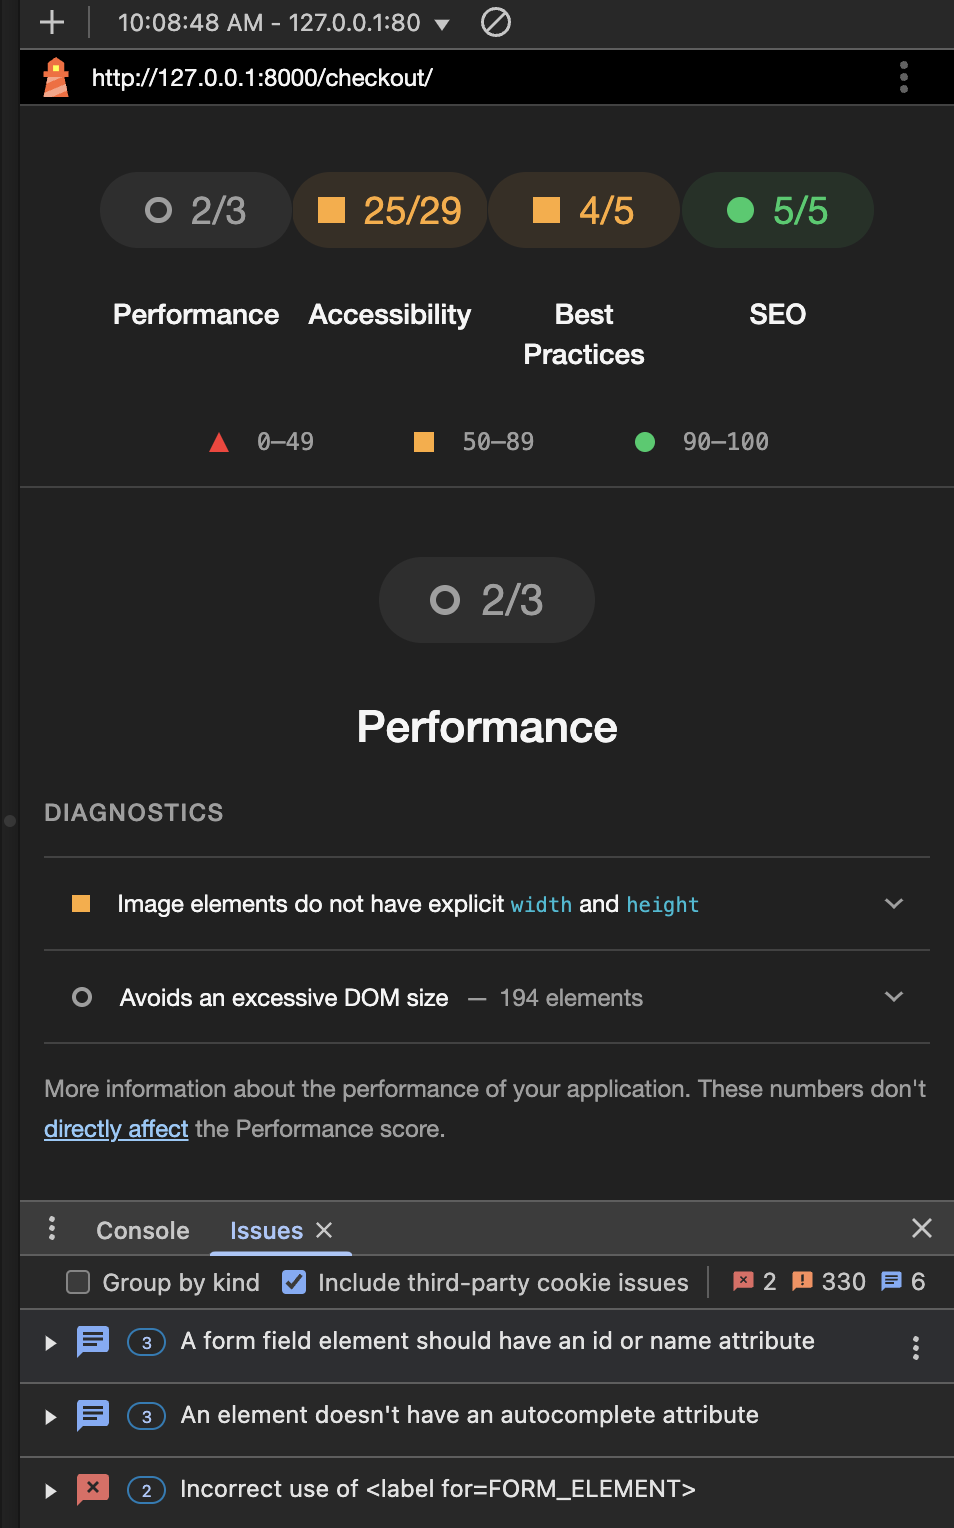 10:08:48 AM - 127.0.0.1:80
http://127.0.0.1:8000/checkout/
2/3 25/29 4/5 5/5
Performance Accessibility Best Practices SEO
0–49 50–89 90–100
2/3
Performance
DIAGNOSTICS
Image elements do not have explicit width and height
Avoids an excessive DOM size — 194 elements
More information about the performance of your application. These numbers don't
directly affect the Performance score.
Console Issues
Group by kind Include third-party cookie issues 2 330 6
3 A form field element should have an id or name attribute
3 An element doesn't have an autocomplete attribute
2 Incorrect use of <label for=FORM_ELEMENT>